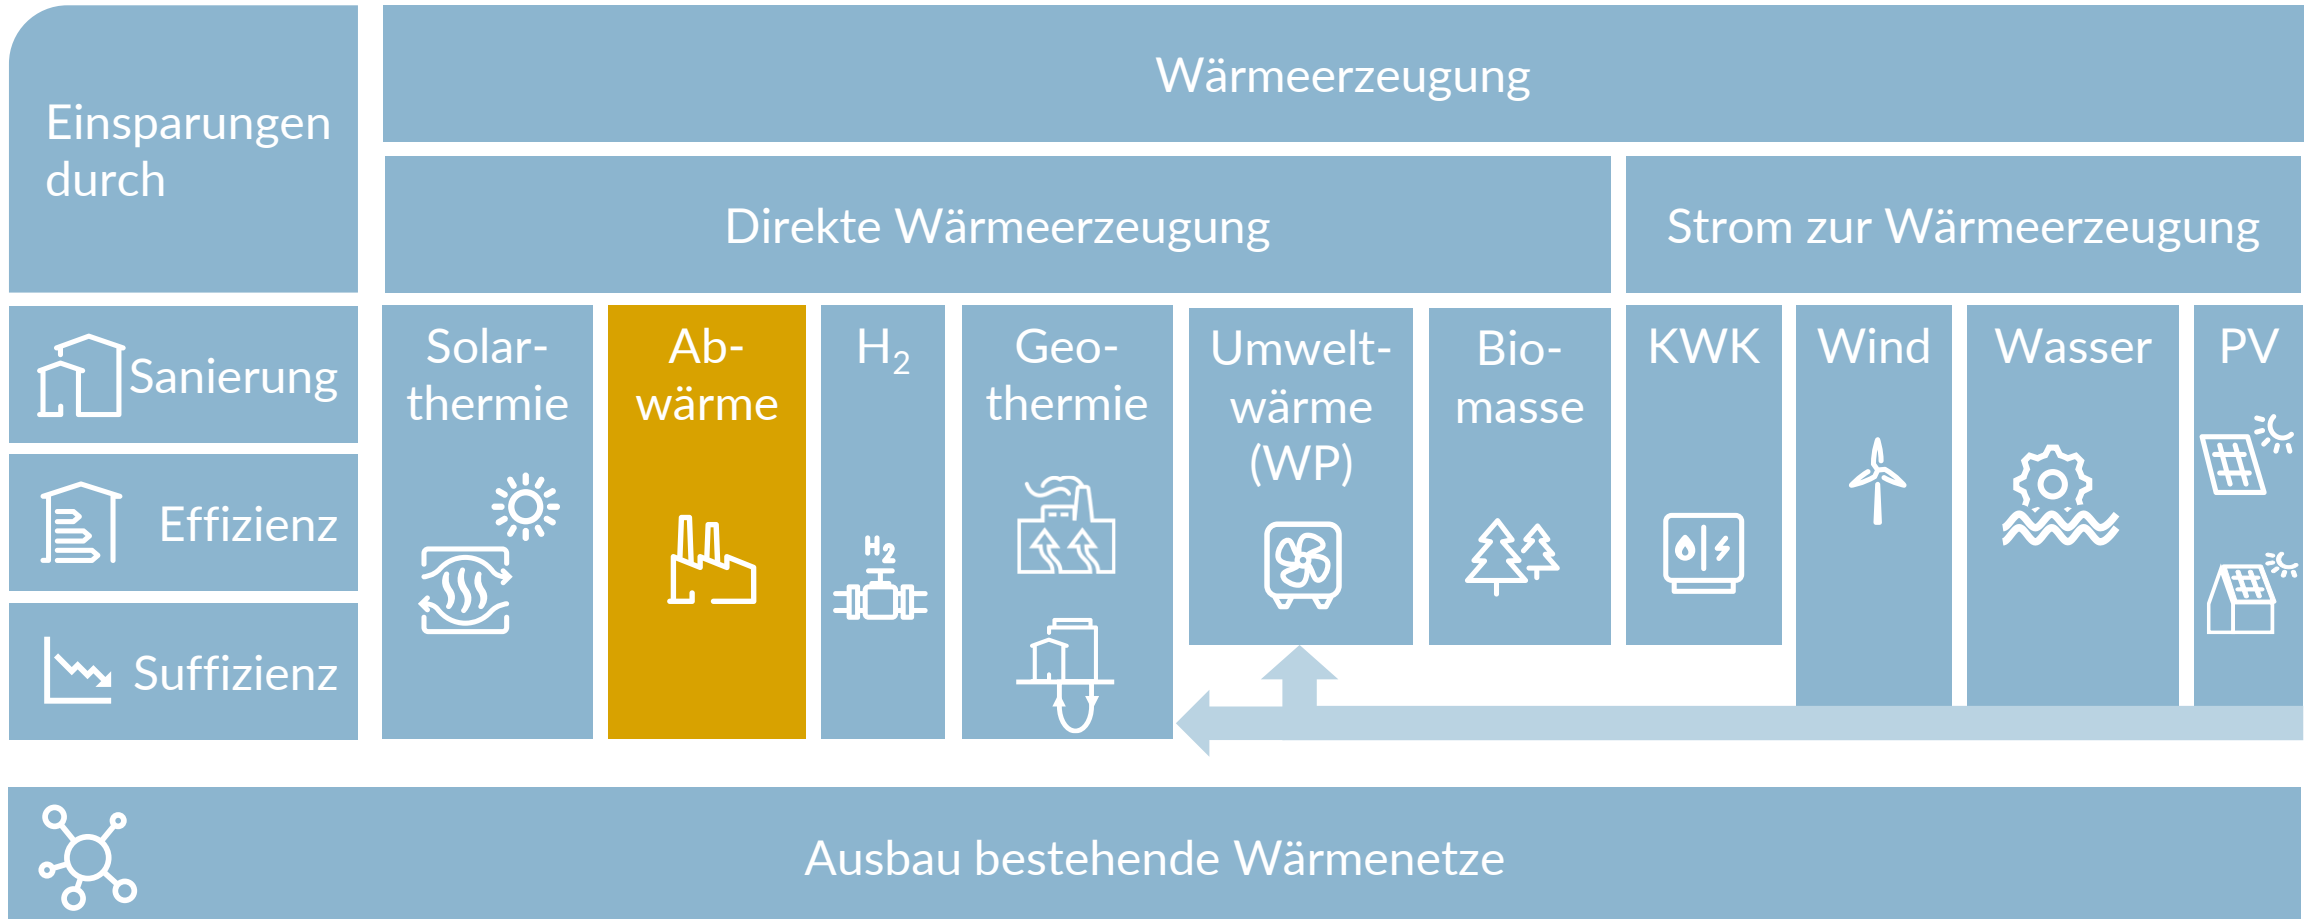 Einsparungen
durch
Wärmeerzeugung
Direkte Wärmeerzeugung
Strom zur Wärmeerzeugung
Sanierung
Effizienz
Suffizienz
Solar-
thermie
Ab-
wärme
H₂
H2
Geo-
thermie
Umwelt-
wärme
(WP)
Bio-
masse
KWK
Wind
Wasser
PV
Ausbau bestehende Wärmenetze